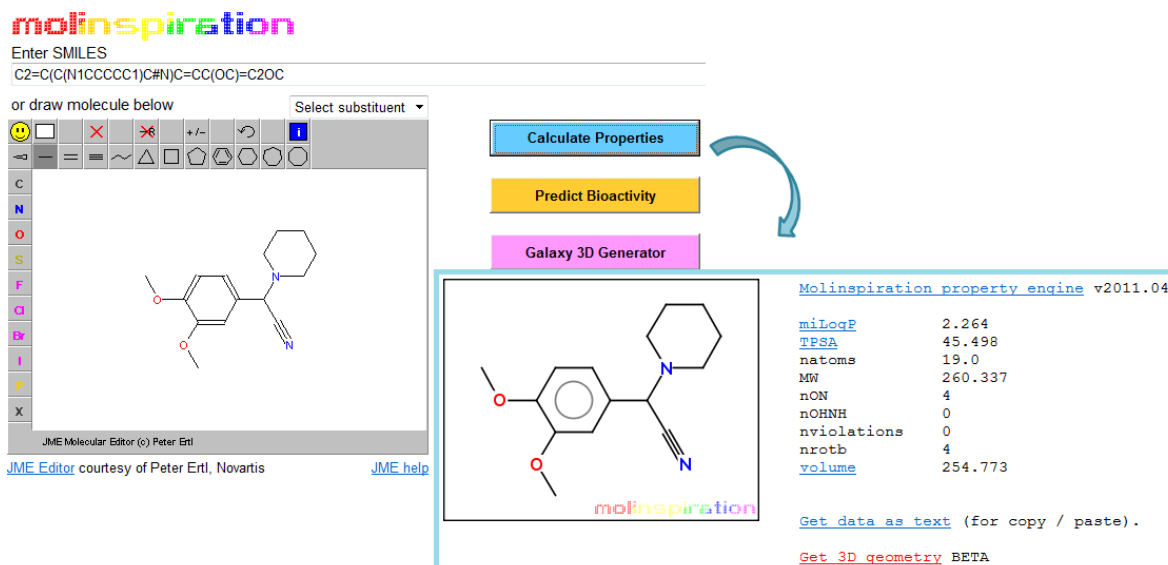 molinspiration
Enter SMILES
C2=C(C(N1CCCCC1)C#N)C=CC(OC)=C2OC
or draw molecule below
Select substituent
R
+/-
i
C
N
O
S
F
Cl
Br
I
P
X
N
O
O
N
JME Molecular Editor (c) Peter Ertl
JME Editor courtesy of Peter Ertl, Novartis
JME help
Calculate Properties
Predict Bioactivity
Galaxy 3D Generator
N
O
O
N
molinspiration
Molinspiration property engine v2011.04
miLogP 2.264
TPSA 45.498
natoms 19.0
MW 260.337
nON 4
nOHNH 0
nviolations 0
nrotb 4
volume 254.773
Get data as text (for copy / paste).
Get 3D geometry BETA